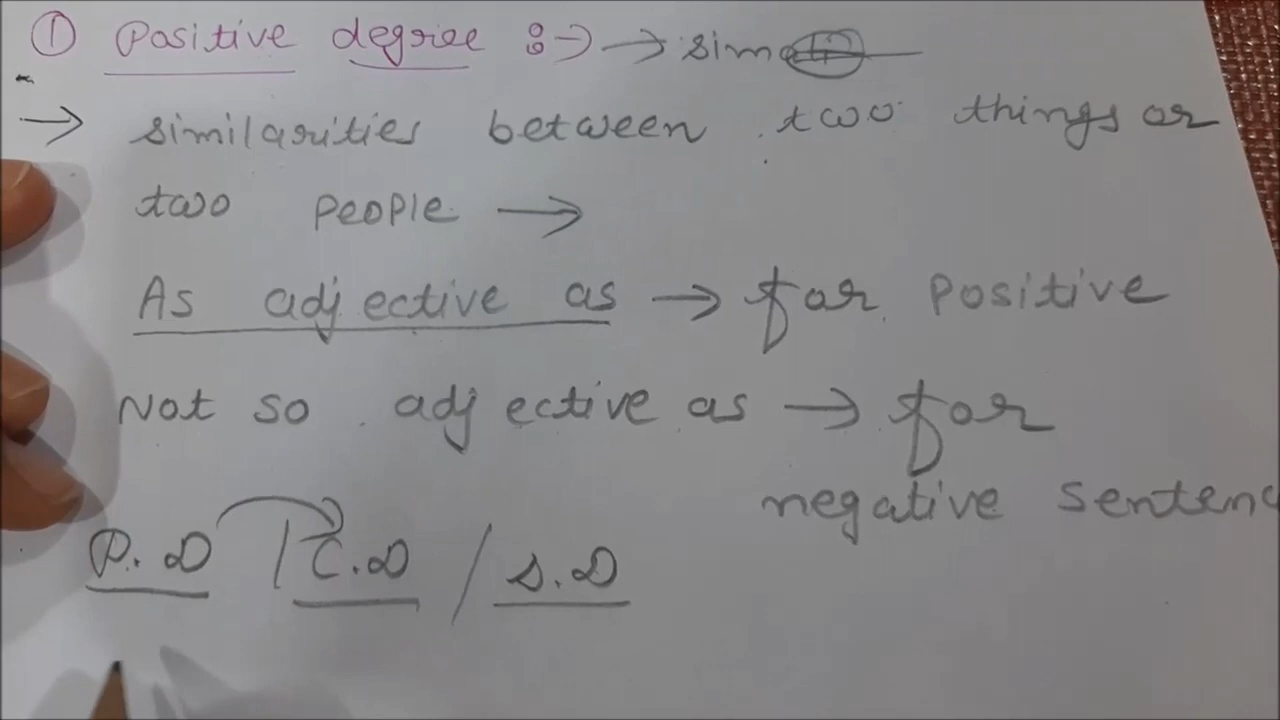 ① Positive degree :-) → sim
→ similarities between two things or
two people →
As adjective as → for positive
Not so adjective as → for
negative sentenc
P.D / C.D / S.D